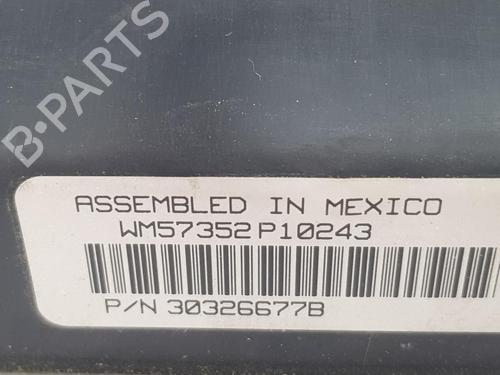 B-PARTS
ASSEMBLED IN MEXICO
WM57352 P10243
P/N 30326677B